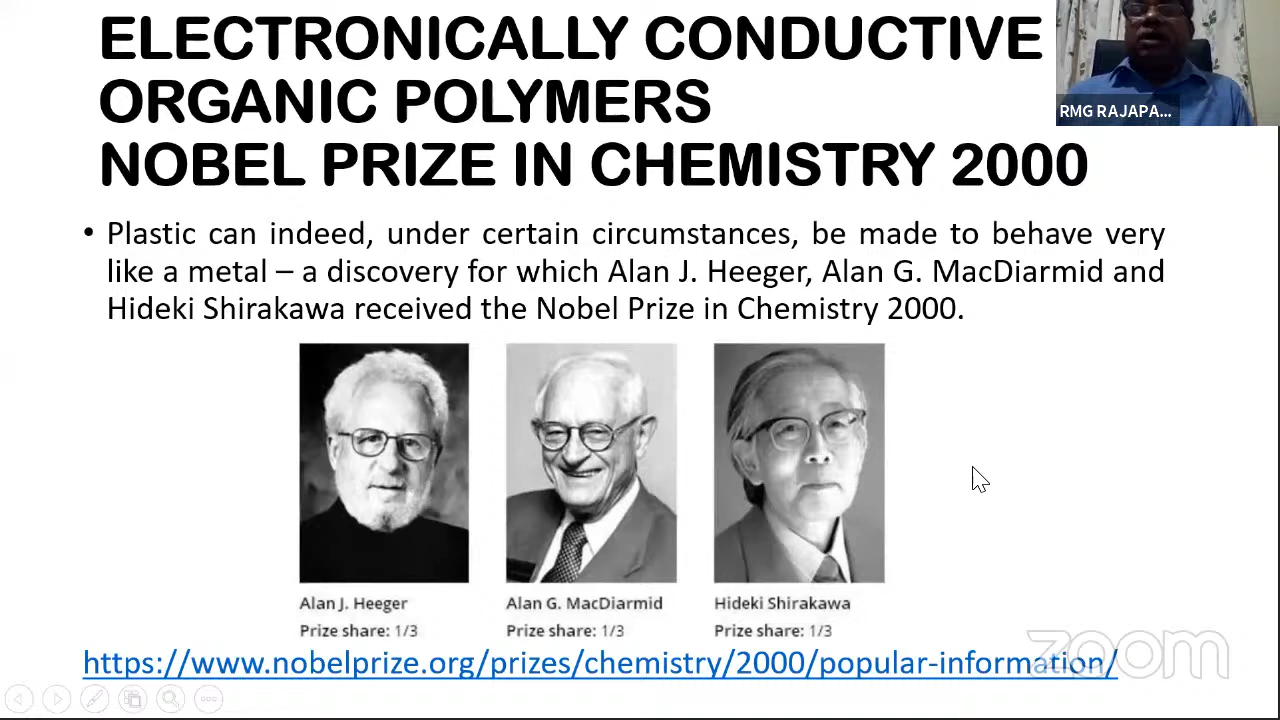 ELECTRONICALLY CONDUCTIVE
ORGANIC POLYMERS
NOBEL PRIZE IN CHEMISTRY 2000
RMG RAJAPA...
• Plastic can indeed, under certain circumstances, be made to behave very
like a metal – a discovery for which Alan J. Heeger, Alan G. MacDiarmid and
Hideki Shirakawa received the Nobel Prize in Chemistry 2000.
Alan J. Heeger
Prize share: 1/3
Alan G. MacDiarmid
Prize share: 1/3
Hideki Shirakawa
Prize share: 1/3
https://www.nobelprize.org/prizes/chemistry/2000/popular-information/
zoom